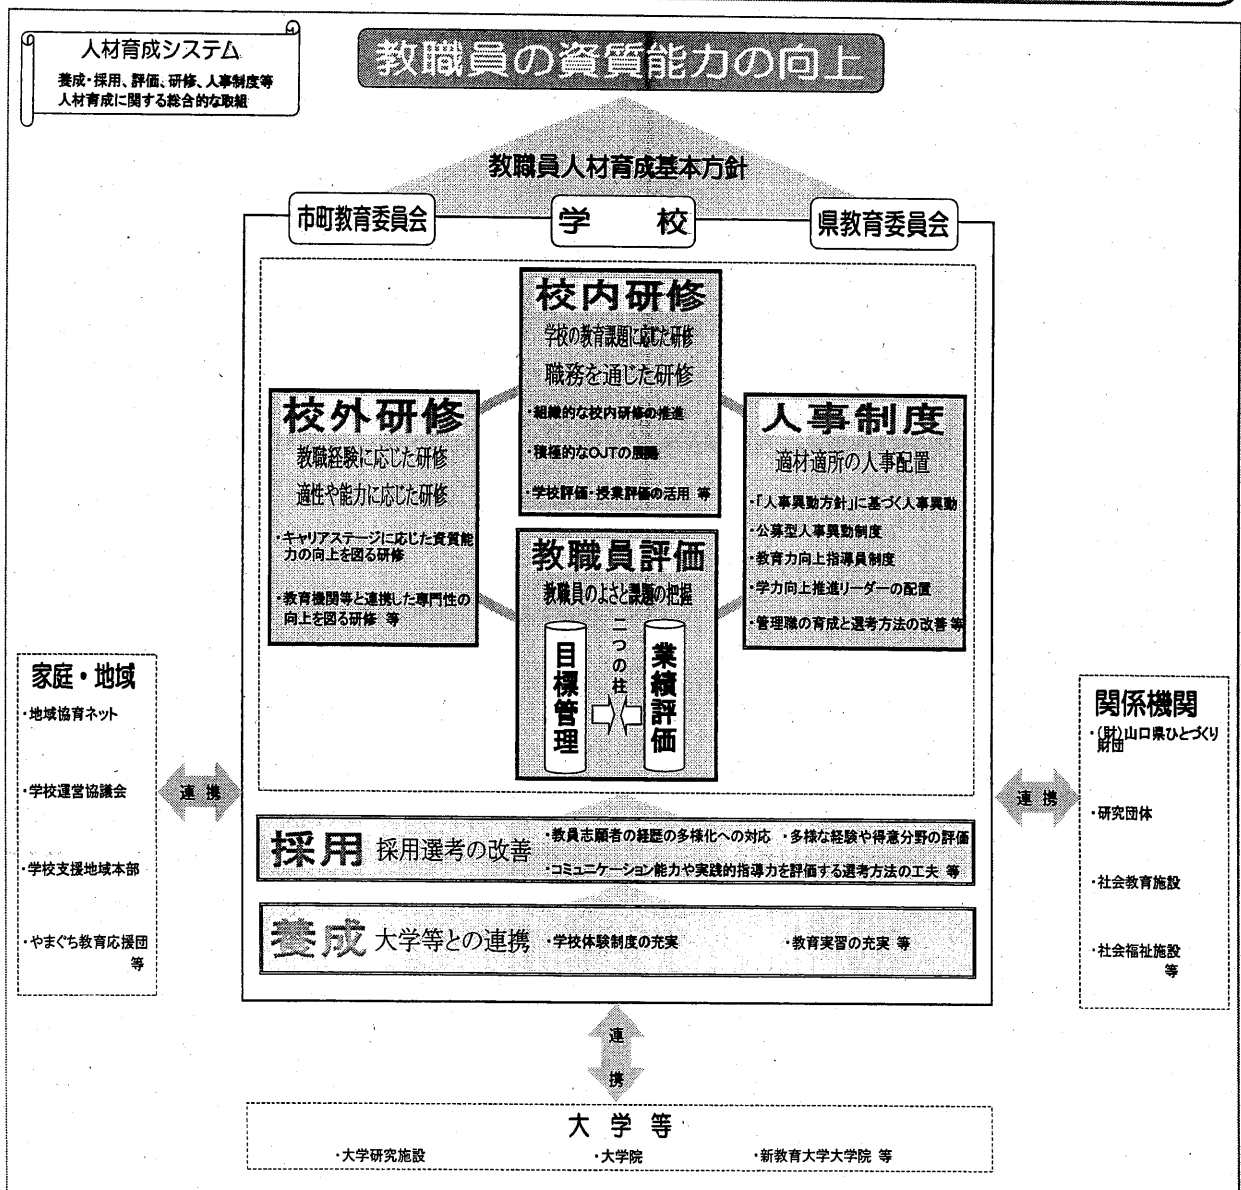 人材育成システム
養成・採用、評価、研修、人事制度等
人材育成に関する総合的な取組
教職員の資質能力の向上
教職員人材育成基本方針
市町教育委員会
学 校
県教育委員会
校内研修
学校の教育課題に応じた研修
職務を通じた研修
・組織的な校内研修の推進
・積極的なOJTの展開
・学校評価・授業評価の活用 等
校外研修
教職経験に応じた研修
適性や能力に応じた研修
・キャリアステージに応じた資質能
力の向上を図る研修
・教育機関等と連携した専門性の
向上を図る研修 等
人事制度
適材適所の人事配置
・「人事異動方針」に基づく人事異動
・公募型人事異動制度
・教育力向上指導員制度
・学力向上推進リーダーの配置
・管理職の育成と選考方法の改善 等
教職員評価
教職員のよさと課題の把握
目標管理
二つの柱
業績評価
家庭・地域
・地域協育ネット
・学校運営協議会
・学校支援地域本部
・やまぐち教育応援団
等
連携
連携
関係機関
・(財)山口県ひとづくり
財団
・研究団体
・社会教育施設
・社会福祉施設
等
採用 採用選考の改善
・教員志願者の経歴の多様化への対応 ・多様な経験や得意分野の評価
・コミュニケーション能力や実践的指導力を評価する選考方法の工夫 等
養成 大学等との連携 ・学校体験制度の充実 ・教育実習の充実 等
連
携
大学等
・大学研究施設 ・大学院 ・新教育大学大学院 等